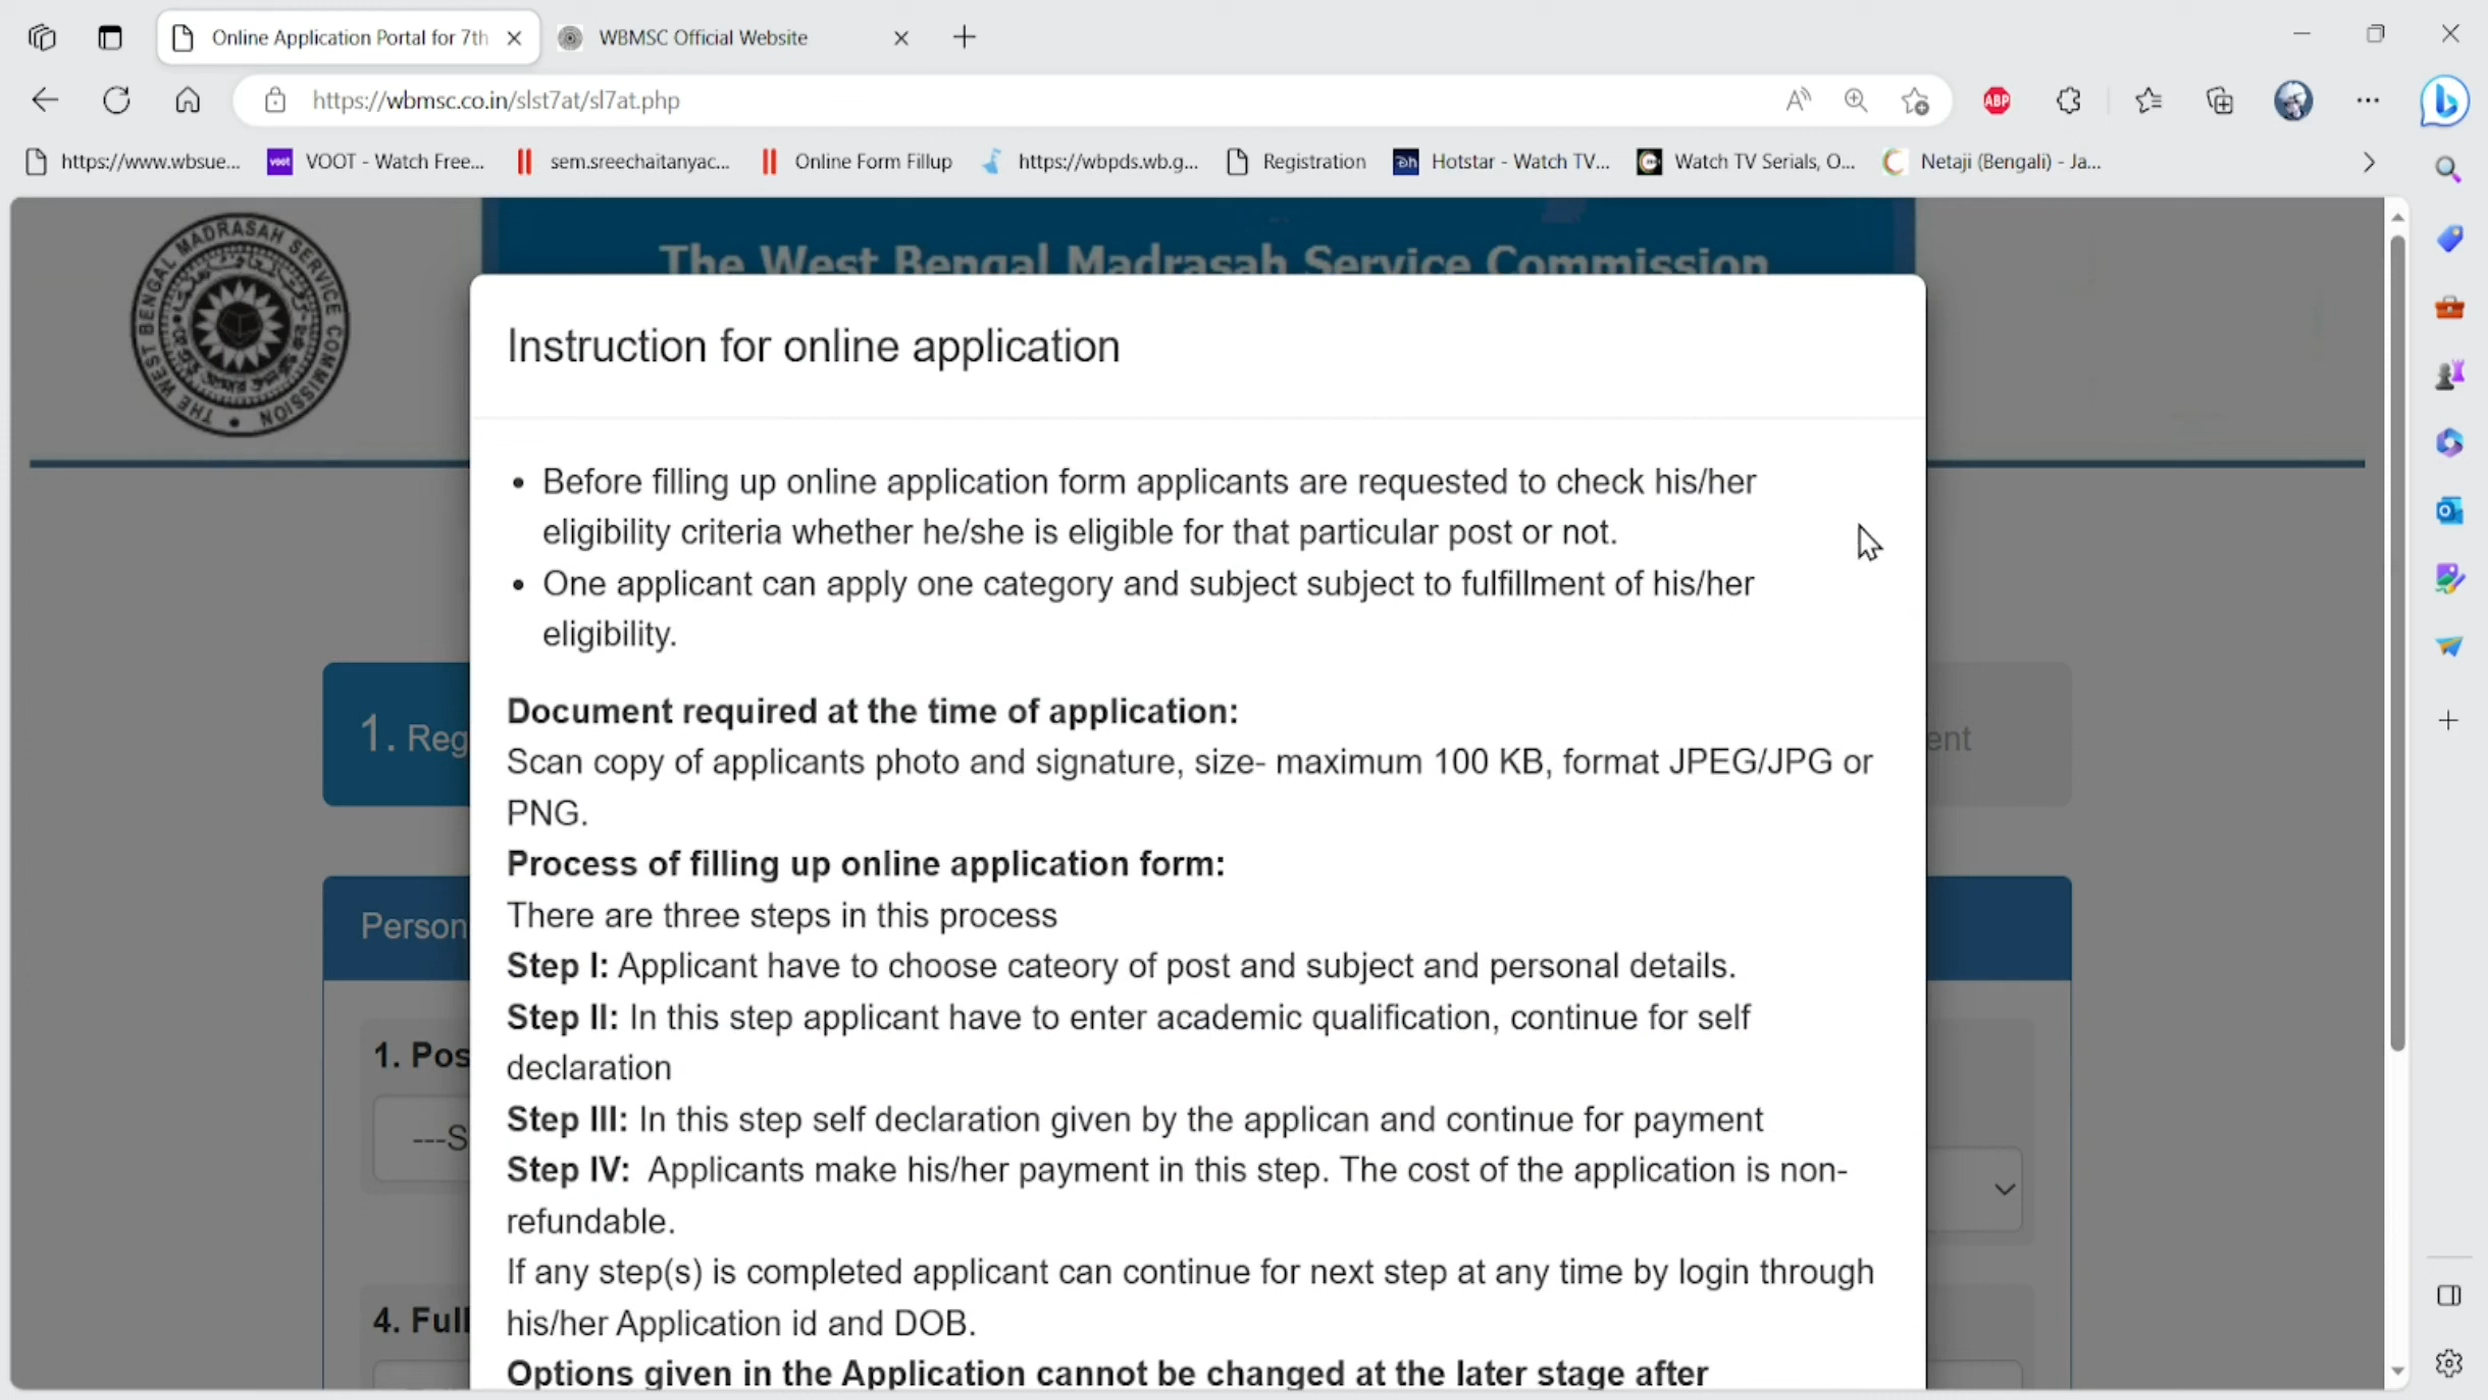 Online Application Portal for 7th
WBMSC Official Website
https://wbmsc.co.in/slst7at/sl7at.php
A
ABP
https://www.wbsue...
voot
VOOT - Watch Free...
sem.sreechaitanyac...
Online Form Fillup
https://wbpds.wb.g...
Registration
Hotstar - Watch TV...
Watch TV Serials, O...
Netaji (Bengali) - Ja...
THE WEST BENGAL MADRASAH SERVICE COMMISSION
The West Bengal Madrasah Service Commission
Instruction for online application
• Before filling up online application form applicants are requested to check his/her
eligibility criteria whether he/she is eligible for that particular post or not.
• One applicant can apply one category and subject subject to fulfillment of his/her
eligibility.
Document required at the time of application:
Scan copy of applicants photo and signature, size- maximum 100 KB, format JPEG/JPG or
PNG.
Process of filling up online application form:
There are three steps in this process
Step I: Applicant have to choose cateory of post and subject and personal details.
Step II: In this step applicant have to enter academic qualification, continue for self
declaration
Step III: In this step self declaration given by the applican and continue for payment
Step IV: Applicants make his/her payment in this step. The cost of the application is non-
refundable.
If any step(s) is completed applicant can continue for next step at any time by login through
his/her Application id and DOB.
Options given in the Application cannot be changed at the later stage after
1. Reg
ent
Person
1. Pos
---S
4. Full